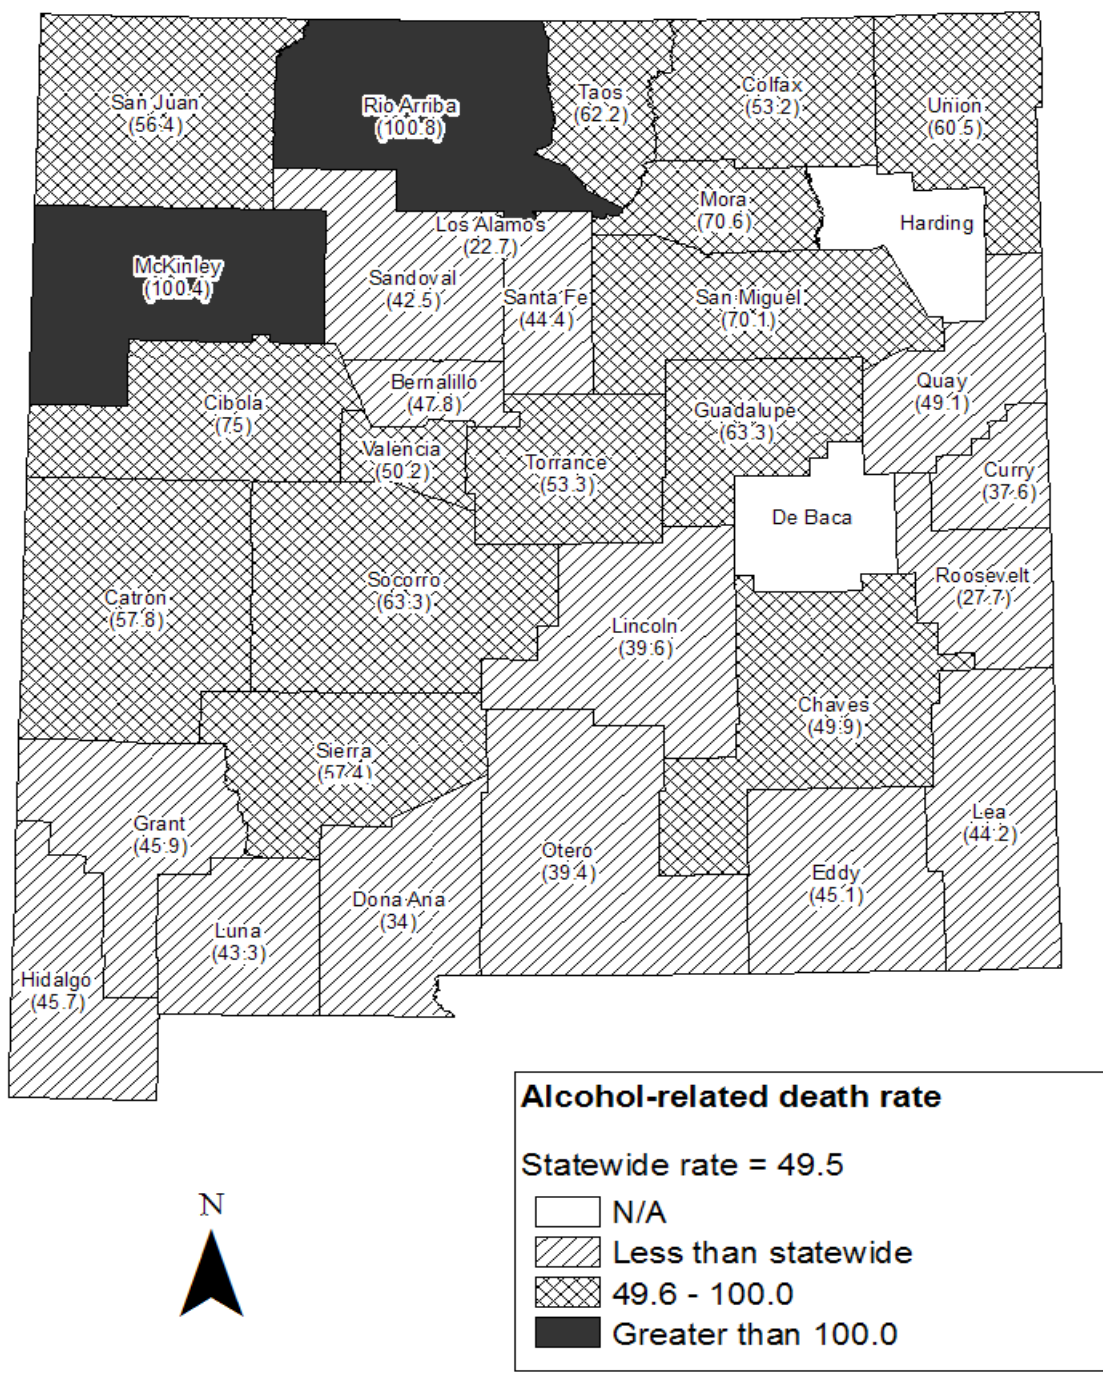 San Juan
(56.4)
Rio Arriba
(100.8)
Taos
(62.2)
Colfax
(53.2)
Union
(60.5)
Mora
(70.6)
Harding
Los Alamos
(22.7)
McKinley
(100.4)
Sandoval
(42.5)
Santa Fe
(44.4)
San Miguel
(70.1)
Bernalillo
(47.8)
Quay
(49.1)
Cibola
(75)
Guadalupe
(63.3)
Valencia
(50.2)
Torrance
(53.3)
Curry
(37.6)
De Baca
Roosevelt
(27.7)
Catron
(57.8)
Socorro
(63.3)
Lincoln
(39.6)
Chaves
(49.9)
Sierra
(57.4)
Grant
(45.9)
Lea
(44.2)
Otero
(39.4)
Eddy
(45.1)
Dona Ana
(34)
Luna
(43.3)
Hidalgo
(45.7)
Alcohol-related death rate
Statewide rate = 49.5
N/A
Less than statewide
49.6 - 100.0
Greater than 100.0
N